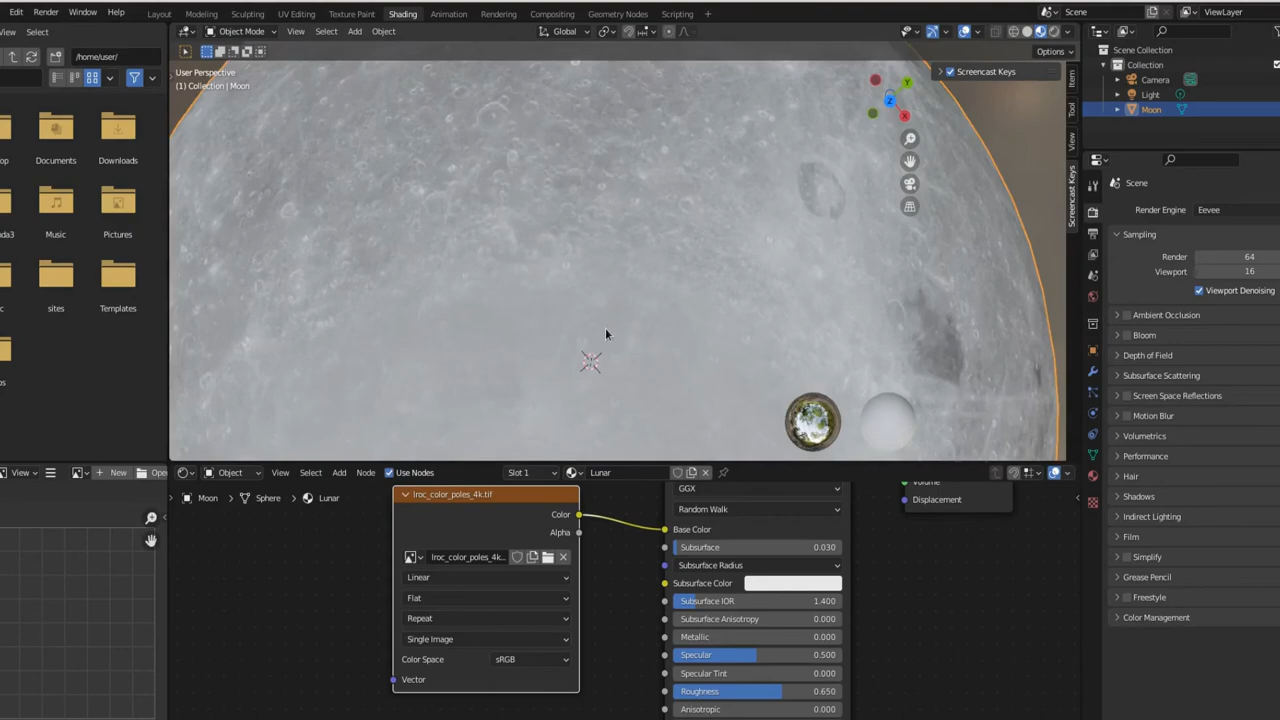 File Edit Render Window Help Layout Modeling Sculpting UV Editing Texture Paint Shading Animation Rendering Compositing Geometry Nodes Scripting + Scene ViewLayer
View Select Object Mode View Select Add Object Global
/home/user/
Options
User Perspective
(1) Collection | Moon
Screencast Keys
Y
Z
X
Item
Tool
View
Screencast Keys
Documents
Downloads
Music
Pictures
sites
Templates
Scene Collection
Collection
Camera
Light
Moon
Scene
Render Engine Eevee
Sampling
Render 64
Viewport 16
Viewport Denoising
Ambient Occlusion
Bloom
Depth of Field
Subsurface Scattering
Screen Space Reflections
Motion Blur
Volumetrics
Performance
Hair
Shadows
Indirect Lighting
Film
Simplify
Grease Pencil
Freestyle
Color Management
View + New Open
Object View Select Add Node Use Nodes Slot 1 Lunar
Moon > Sphere > Lunar
lroc_color_poles_4k.tif
Color
Alpha
lroc_color_poles_4k...
Linear
Flat
Repeat
Single Image
Color Space sRGB
Vector
GGX
Random Walk
Base Color
Subsurface 0.030
Subsurface Radius
Subsurface Color
Subsurface IOR 1.400
Subsurface Anisotropy 0.000
Metallic 0.000
Specular 0.500
Specular Tint 0.000
Roughness 0.650
Anisotropic 0.000
Volume
Displacement